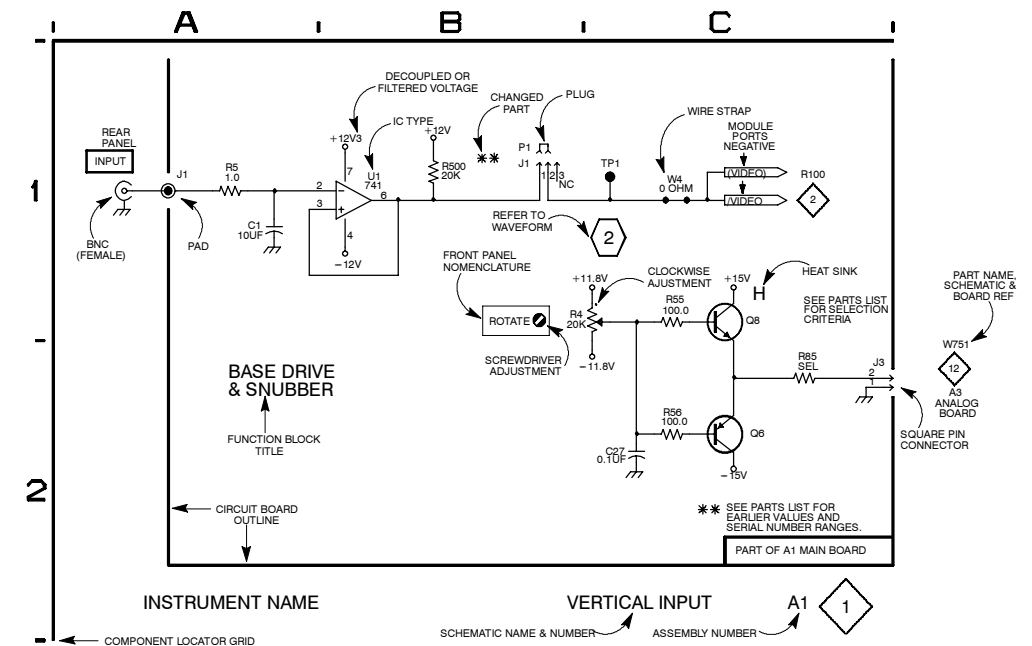 A B C
DECOUPLED OR
FILTERED VOLTAGE
CHANGED
PART
PLUG
WIRE STRAP
REAR
PANEL
INPUT
+12V3
IC TYPE
+12V
**
P1
J1
1 2 3
NC
MODULE
PORTS
NEGATIVE
(VIDEO)
/VIDEO
1
J1
R5
1.0
7
U1
741
2
3
6
4
−12V
R500
20K
TP1
W4
0 OHM
R100
2
C1
10UF
BNC
(FEMALE)
PAD
REFER TO
WAVEFORM
2
FRONT PANEL
NOMENCLATURE
+11.8V
CLOCKWISE
AJUSTMENT
+15V
H
HEAT SINK
PART NAME,
SCHEMATIC &
BOARD REF
ROTATE
R4
20K
R55
100.0
Q8
SEE PARTS LIST
FOR SELECTION
CRITERIA
SCREWDRIVER
ADJUSTMENT
−11.8V
R85
SEL
J3
2
1
W751
12
A3
ANALOG
BOARD
BASE DRIVE
& SNUBBER
FUNCTION BLOCK
TITLE
R56
100.0
Q6
SQUARE PIN
CONNECTOR
C27
0.1UF
−15V
2
CIRCUIT BOARD
OUTLINE
** SEE PARTS LIST FOR
EARLIER VALUES AND
SERIAL NUMBER RANGES.
PART OF A1 MAIN BOARD
INSTRUMENT NAME
VERTICAL INPUT
A1
1
COMPONENT LOCATOR GRID
SCHEMATIC NAME & NUMBER
ASSEMBLY NUMBER